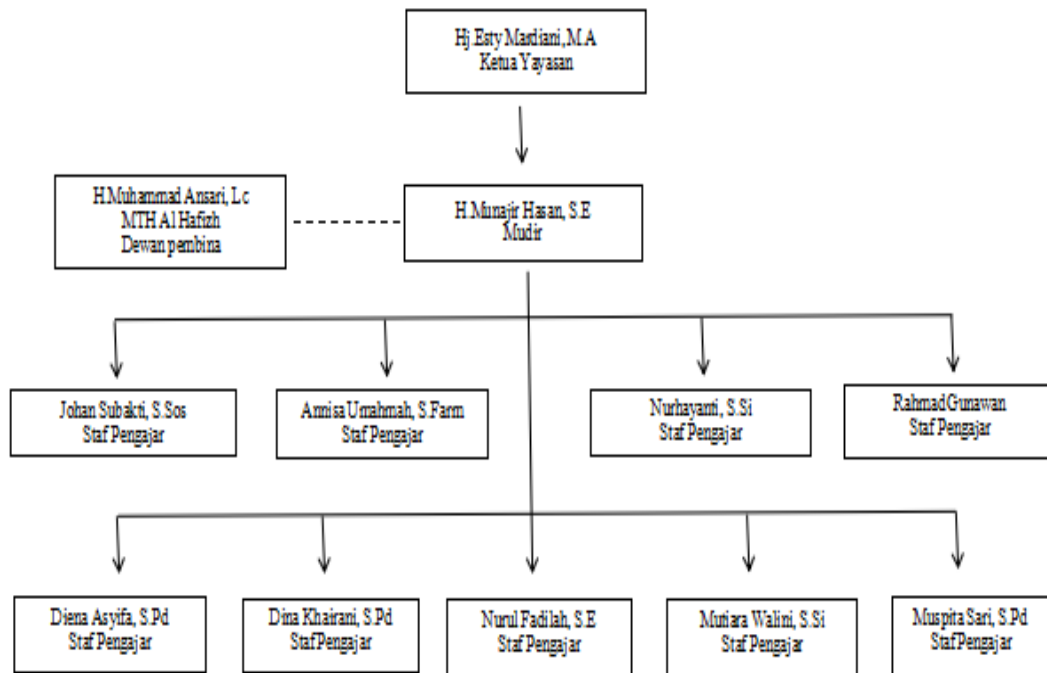 Hj.Esty Mardiani, M.A
Ketua Yayasan
H.Muhammad Ansari, Lc
MTH Al Hafizh
Dewan pembina
H.Munajir Hasan, S.E
Mudir
Johan Subakti, S.Sos
Staf Pengajar
Annisa Urrahmah, S.Farm
Staf Pengajar
Nurhayanti, S.Si
Staf Pengajar
Rahmad Gunawan
Staf Pengajar
Diena Asyifa, S.Pd
Staf Pengajar
Dina Khairani, S.Pd
Staf Pengajar
Nurul Fadilah, S.E
Staf Pengajar
Mutiara Walini, S.Si
Staf Pengajar
Muspita Sari, S.Pd
Staf Pengajar